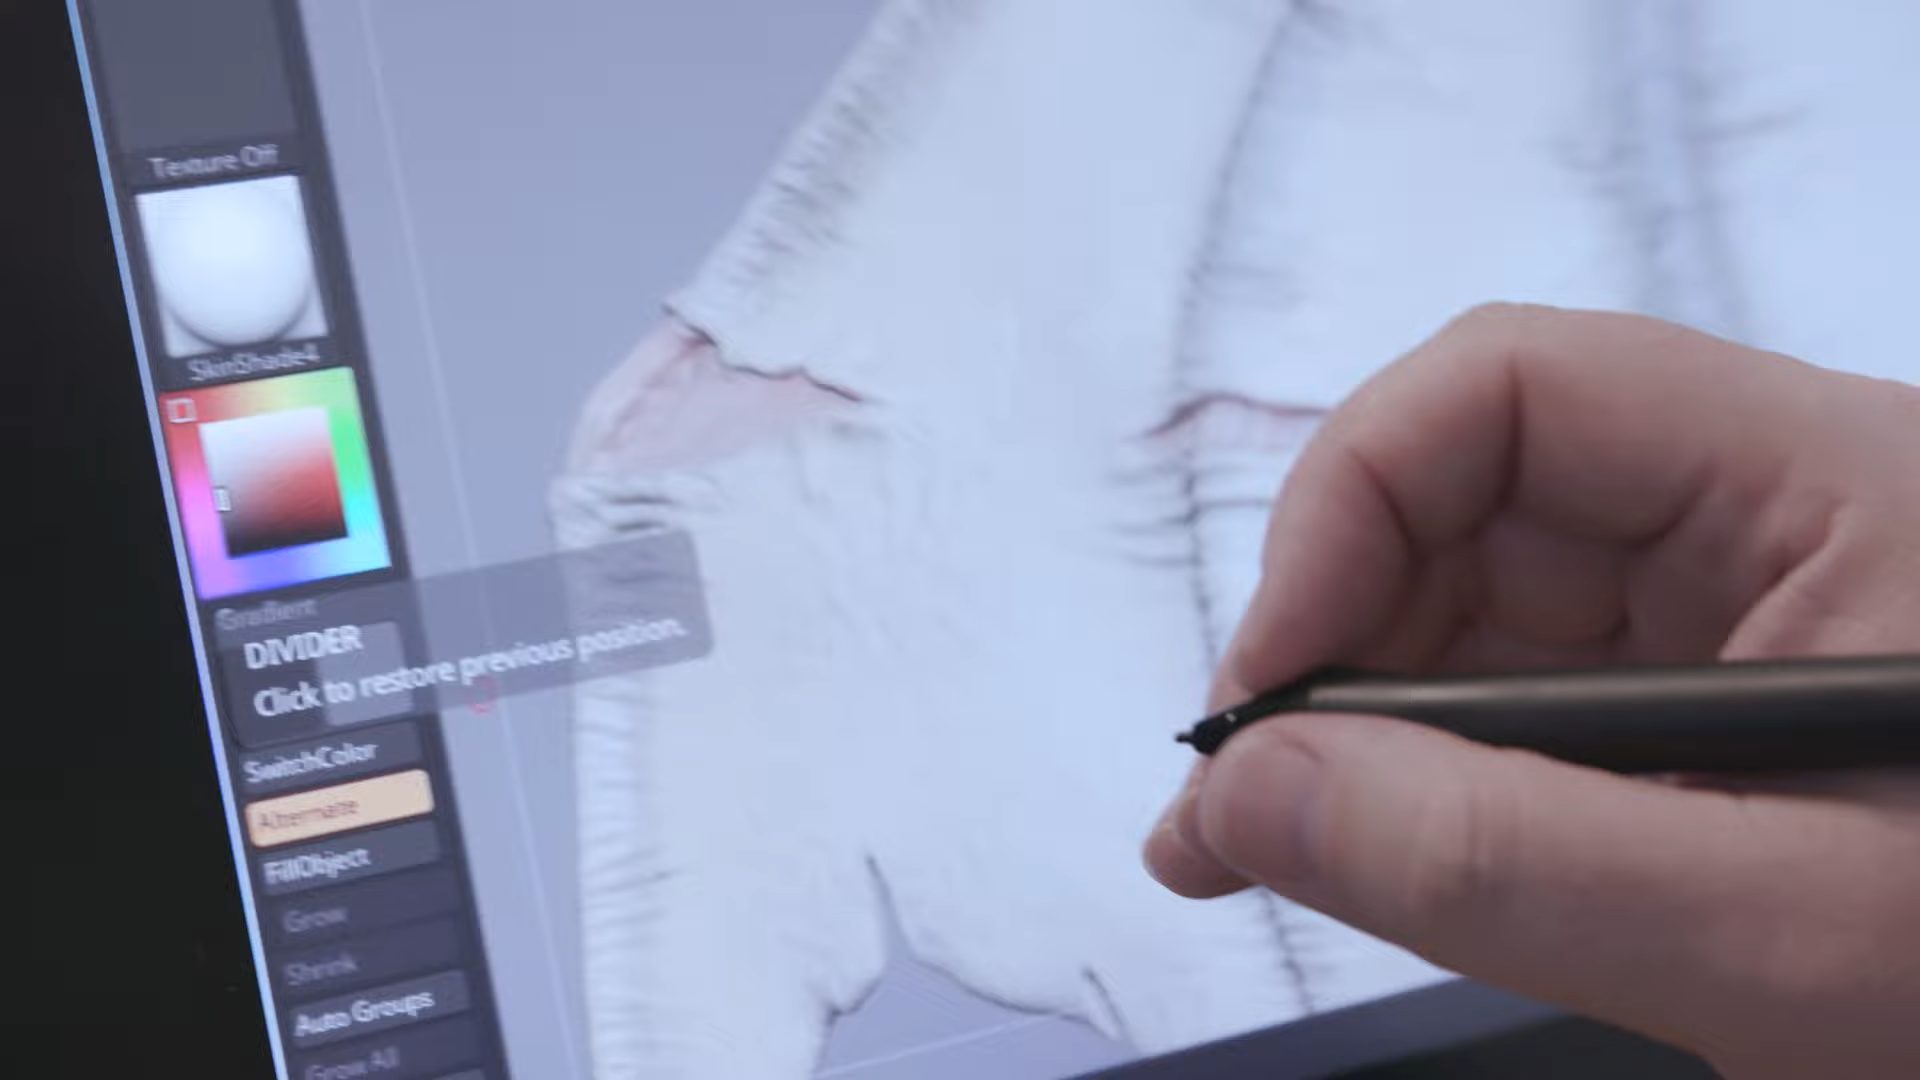 Texture Off
SkinShade4
Gradient
DIVIDER
Click to restore previous position.
SwitchColor
Alternate
FillObject
Grow
Shrink
Auto Groups
Grow All